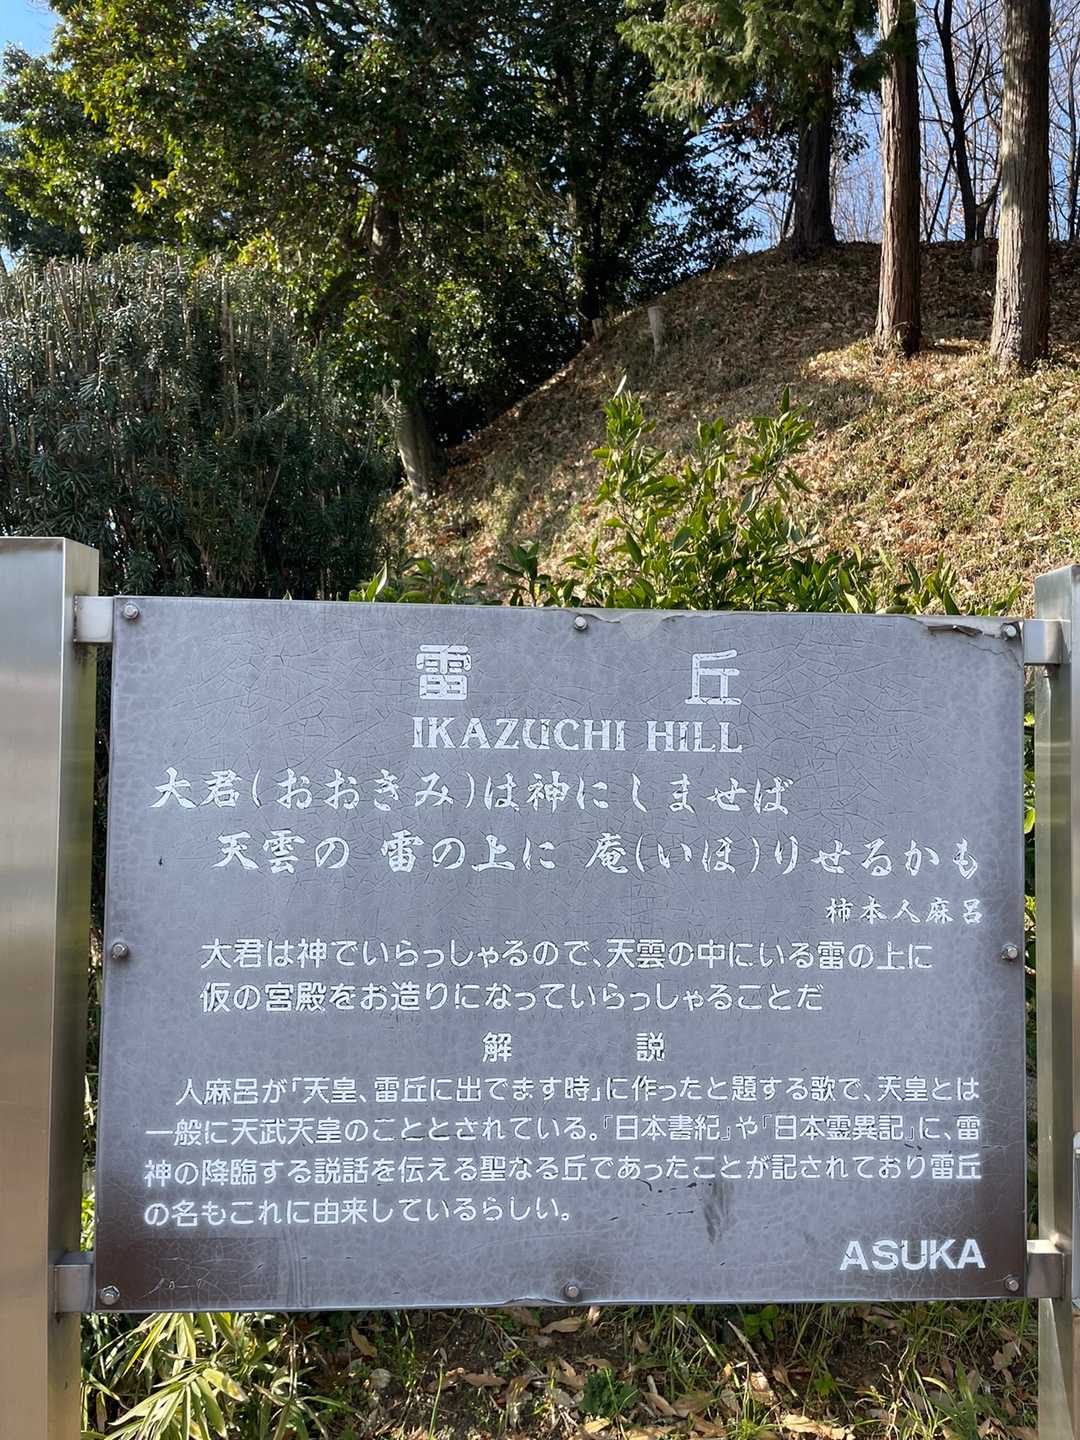 雷　丘
IKAZUCHI HILL
大君(おおきみ)は神にしませば
天雲の 雷の上に 庵(いほ)りせるかも
柿本人麻呂
大君は神でいらっしゃるので、天雲の中にいる雷の上に
仮の宮殿をお造りになっていらっしゃることだ
解　説
人麻呂が「天皇、雷丘に出でます時」に作ったと題する歌で、天皇とは
一般に天武天皇のこととされている。『日本書紀』や『日本霊異記』に、雷
神の降臨する説話を伝える聖なる丘であったことが記されており雷丘
の名もこれに由来しているらしい。
ASUKA